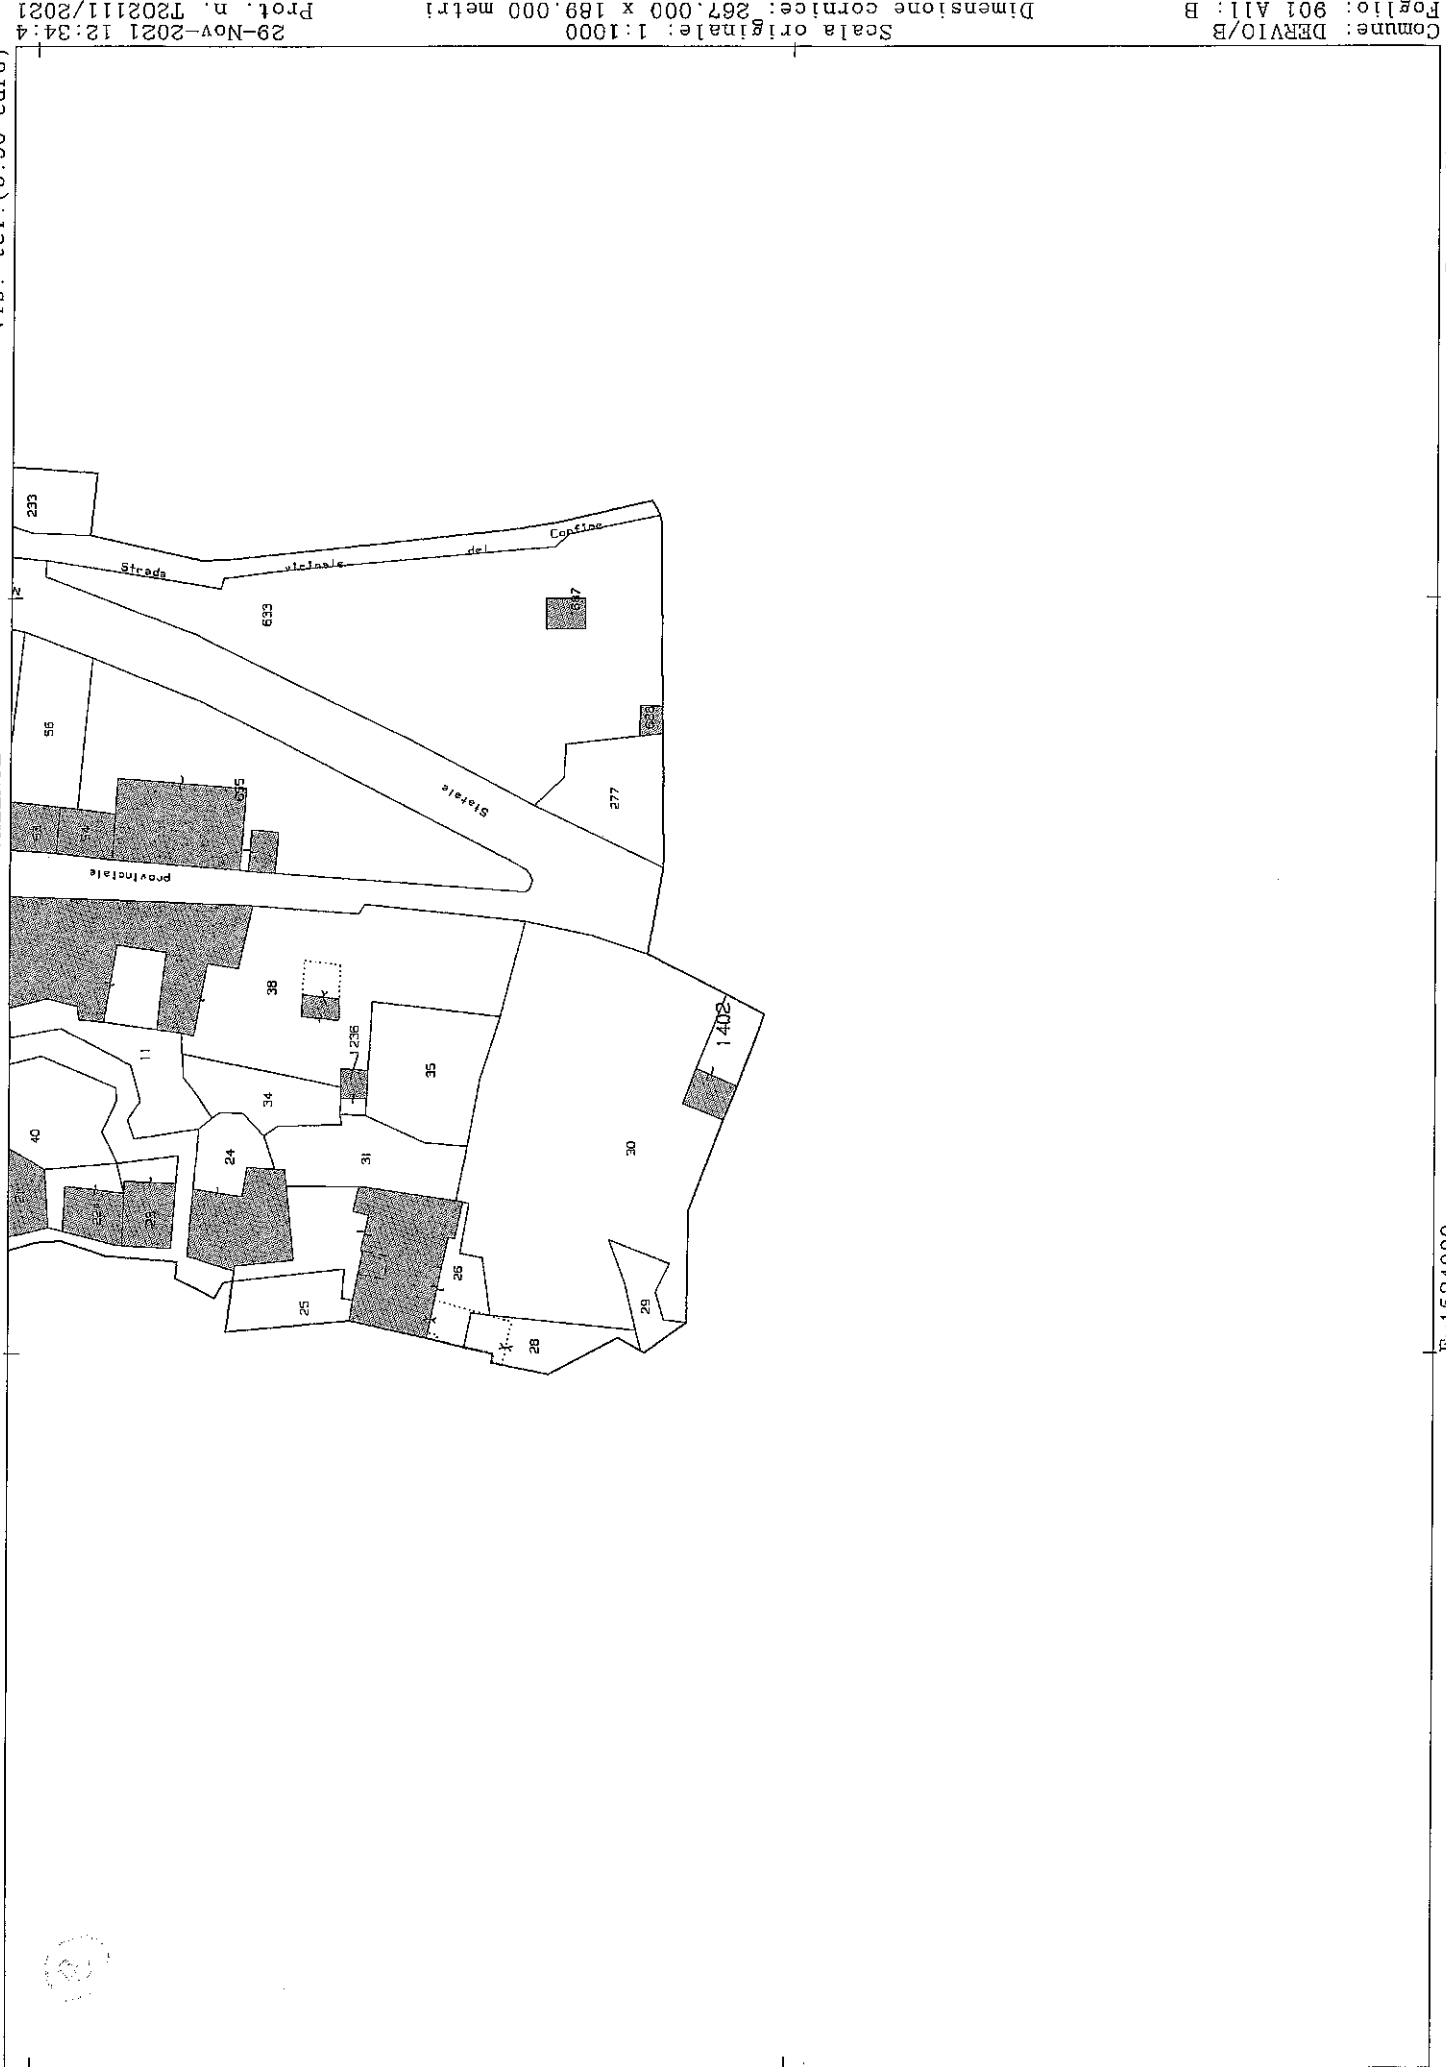 Comune: DERVIO/B
Foglio: 901 All: B
Scala originale: 1:1000
Dimensione cornice: 267.000 x 189.000 metri
29-Nov-2021 12:34:4
Prot. n. T202111/2021
233
Strada
vicinale
del
Confine
633
56
277
Statale
provinciale
38
1236
35
1402
11
34
40
24
31
30
26
25
29
28